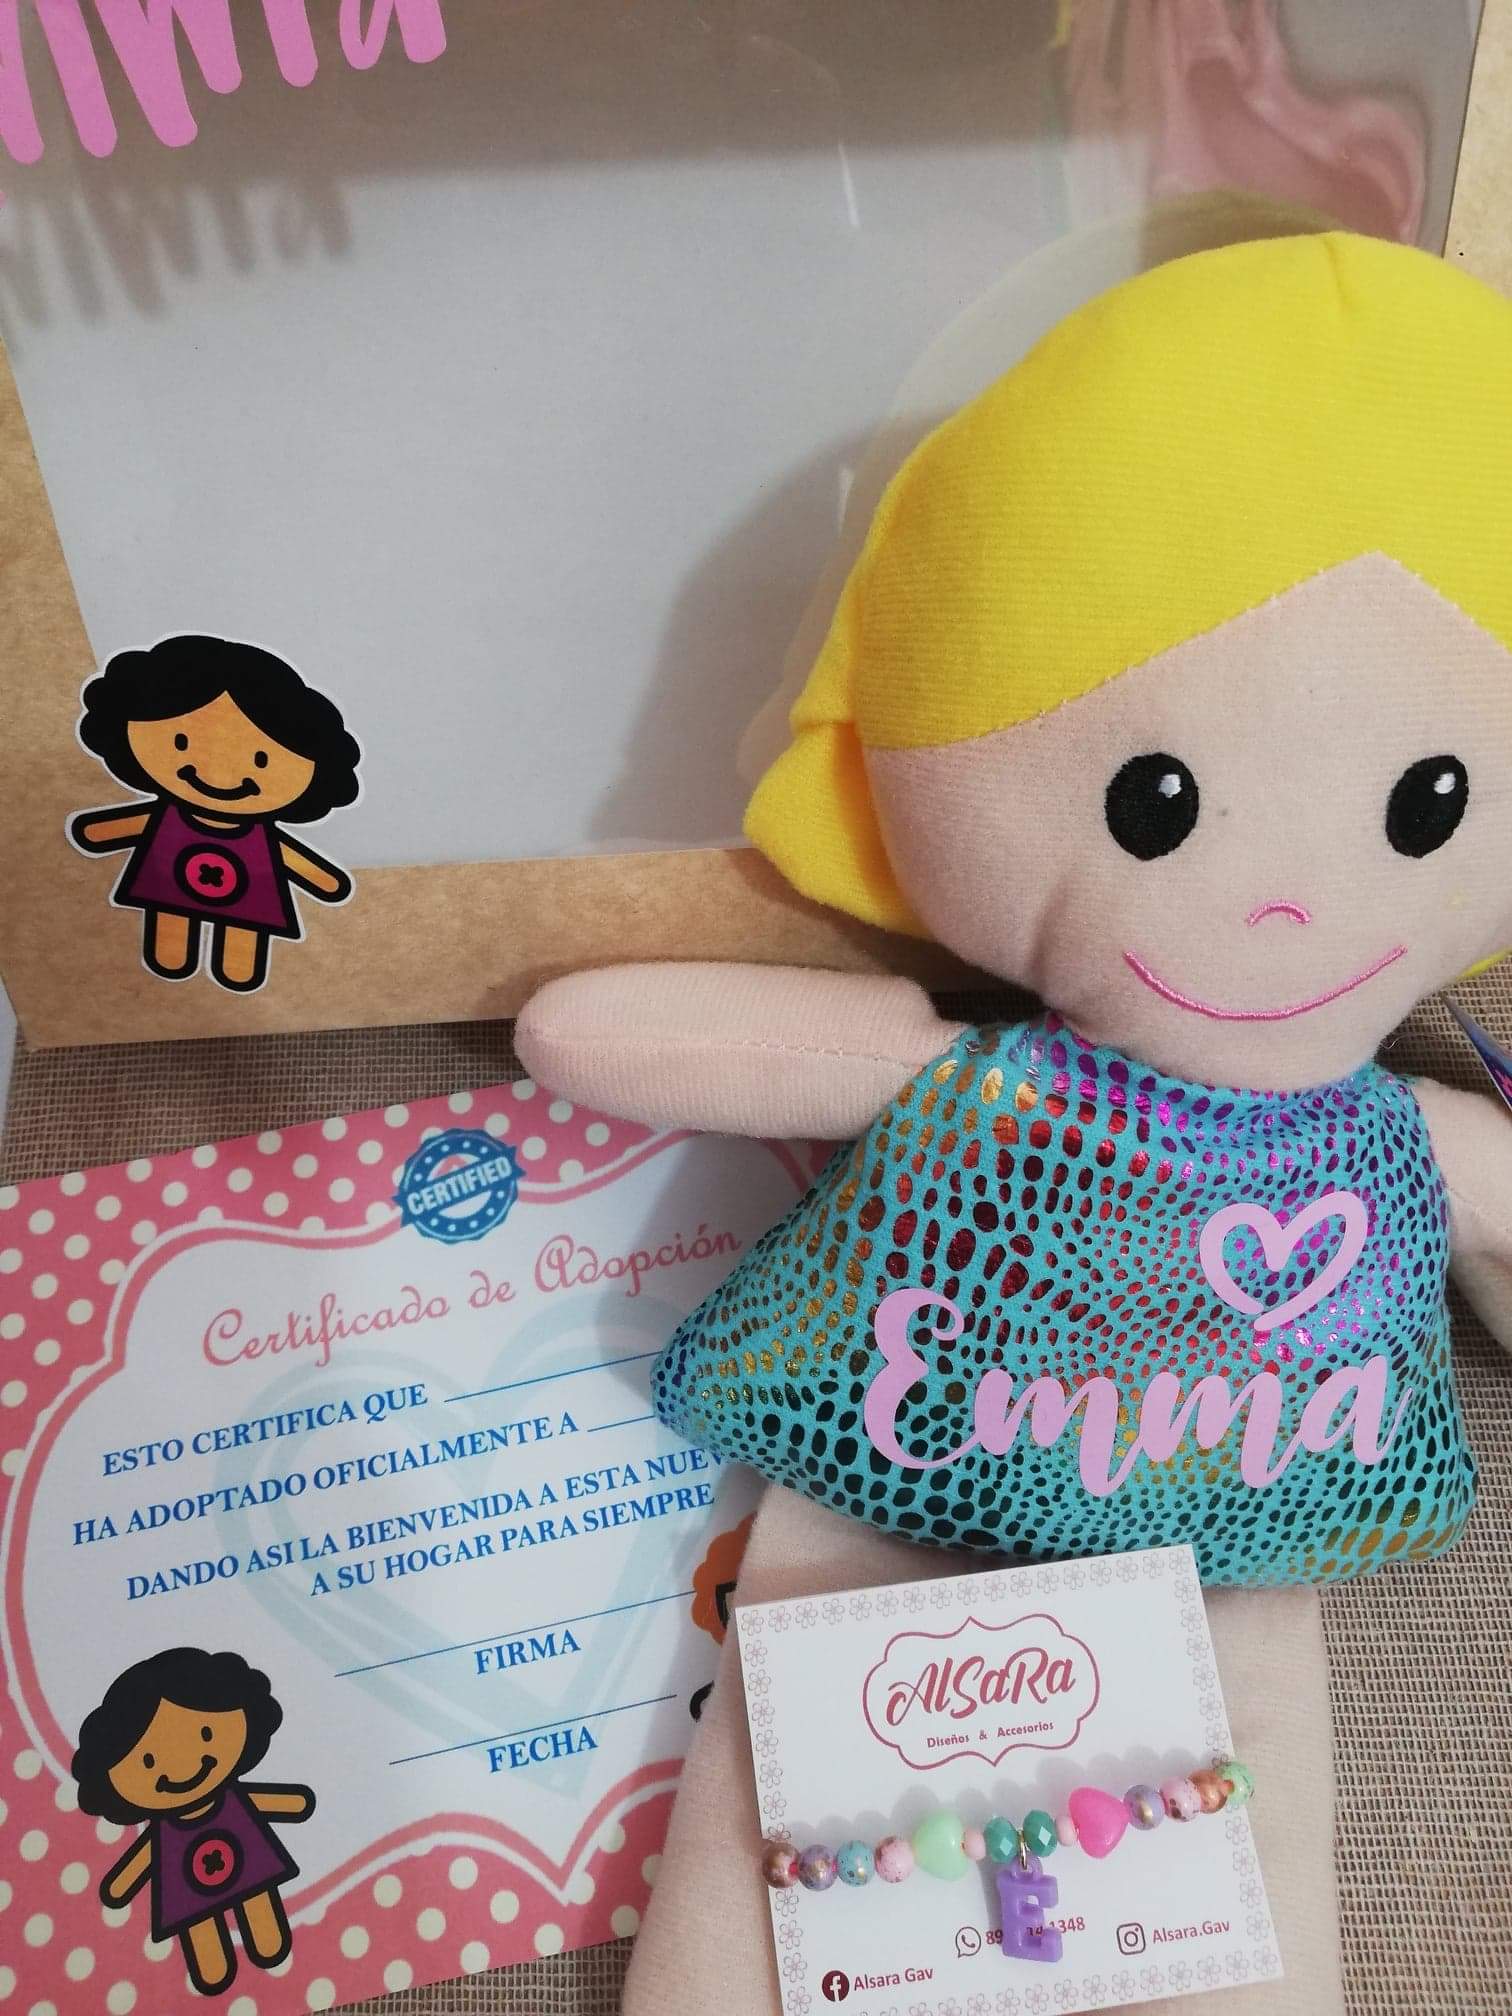 CERTIFIED
Certificado de Adopción
ESTO CERTIFICA QUE
HA ADOPTADO OFICIALMENTE A
DANDO ASI LA BIENVENIDA A ESTA
A SU HOGAR PARA SIEMPRE
FIRMA
FECHA
Emma
AlSaRa
Diseños & Accesorios
E
1348
Alsara.Gav
Alsara Gav